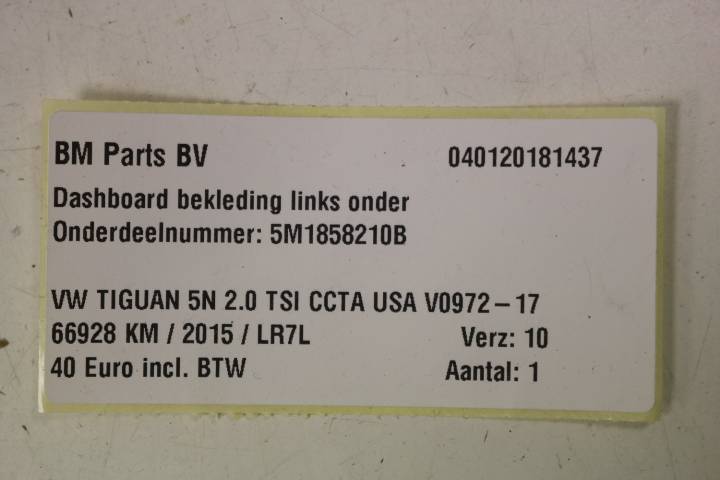 BM Parts BV 040120181437
Dashboard bekleding links onder
Onderdeelnummer: 5M1858210B
VW TIGUAN 5N 2.0 TSI CCTA USA V0972-17
66928 KM / 2015 / LR7L Verz: 10
40 Euro incl. BTW Aantal: 1